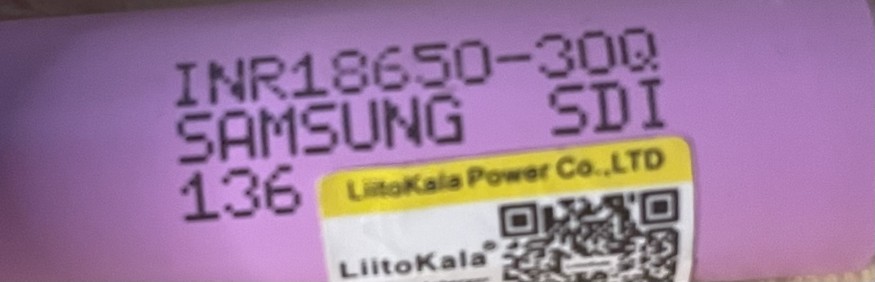 INR18650-30Q
SAMSUNG SDI
136
LiitoKala Power Co.,LTD
LiitoKala®